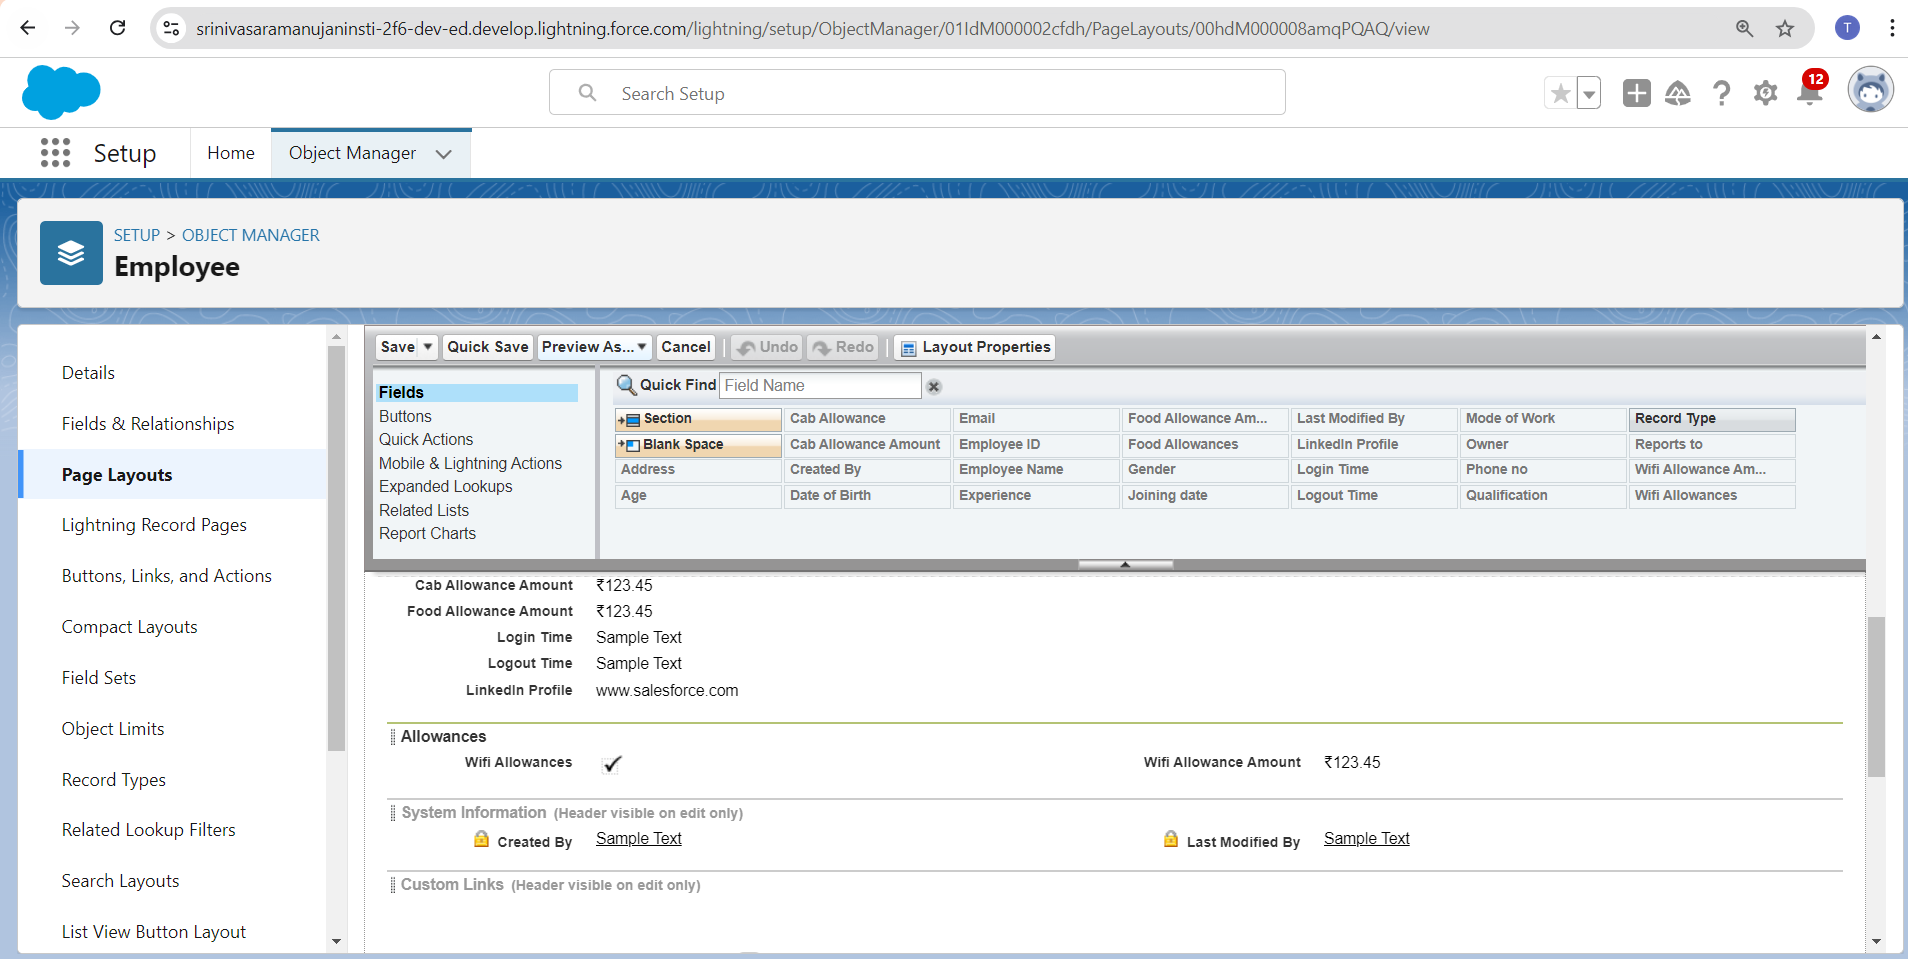 srinivasaramanujaninsti-2f6-dev-ed.develop.lightning.force.com/lightning/setup/ObjectManager/01IdM000002cfdh/PageLayouts/00hdM000008amqPQAQ/view
T
Search Setup
12
Setup
Home
Object Manager
SETUP > OBJECT MANAGER
Employee
Details
Fields & Relationships
Page Layouts
Lightning Record Pages
Buttons, Links, and Actions
Compact Layouts
Field Sets
Object Limits
Record Types
Related Lookup Filters
Search Layouts
List View Button Layout
Save Quick Save Preview As... Cancel Undo Redo Layout Properties
Fields
Buttons
Quick Actions
Mobile & Lightning Actions
Expanded Lookups
Related Lists
Report Charts
Quick Find Field Name
Section Cab Allowance Email Food Allowance Am... Last Modified By Mode of Work Record Type
Blank Space Cab Allowance Amount Employee ID Food Allowances LinkedIn Profile Owner Reports to
Address Created By Employee Name Gender Login Time Phone no Wifi Allowance Am...
Age Date of Birth Experience Joining date Logout Time Qualification Wifi Allowances
Cab Allowance Amount ₹123.45
Food Allowance Amount ₹123.45
Login Time Sample Text
Logout Time Sample Text
LinkedIn Profile www.salesforce.com
Allowances
Wifi Allowances Wifi Allowance Amount ₹123.45
System Information (Header visible on edit only)
Created By Sample Text Last Modified By Sample Text
Custom Links (Header visible on edit only)